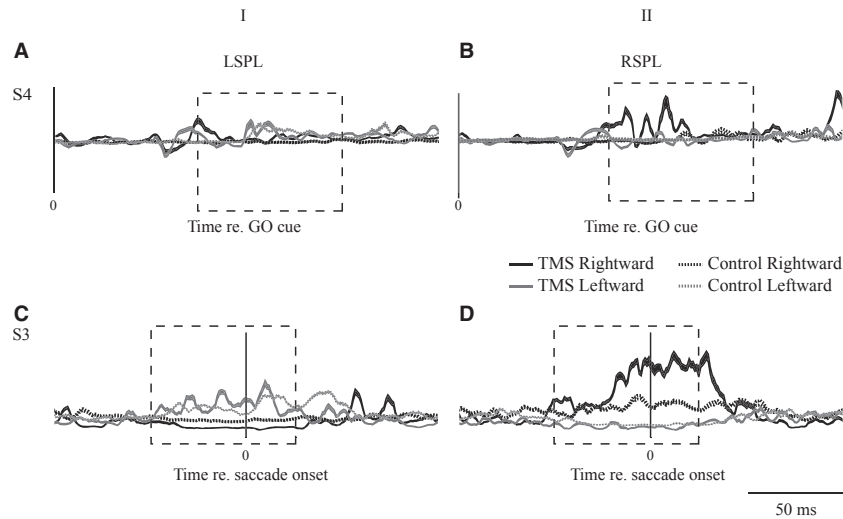 I II
A B
LSPL RSPL
S4
0 0
Time re. GO cue Time re. GO cue
TMS Rightward Control Rightward
TMS Leftward Control Leftward
C D
S3
0 0
Time re. saccade onset Time re. saccade onset
50 ms